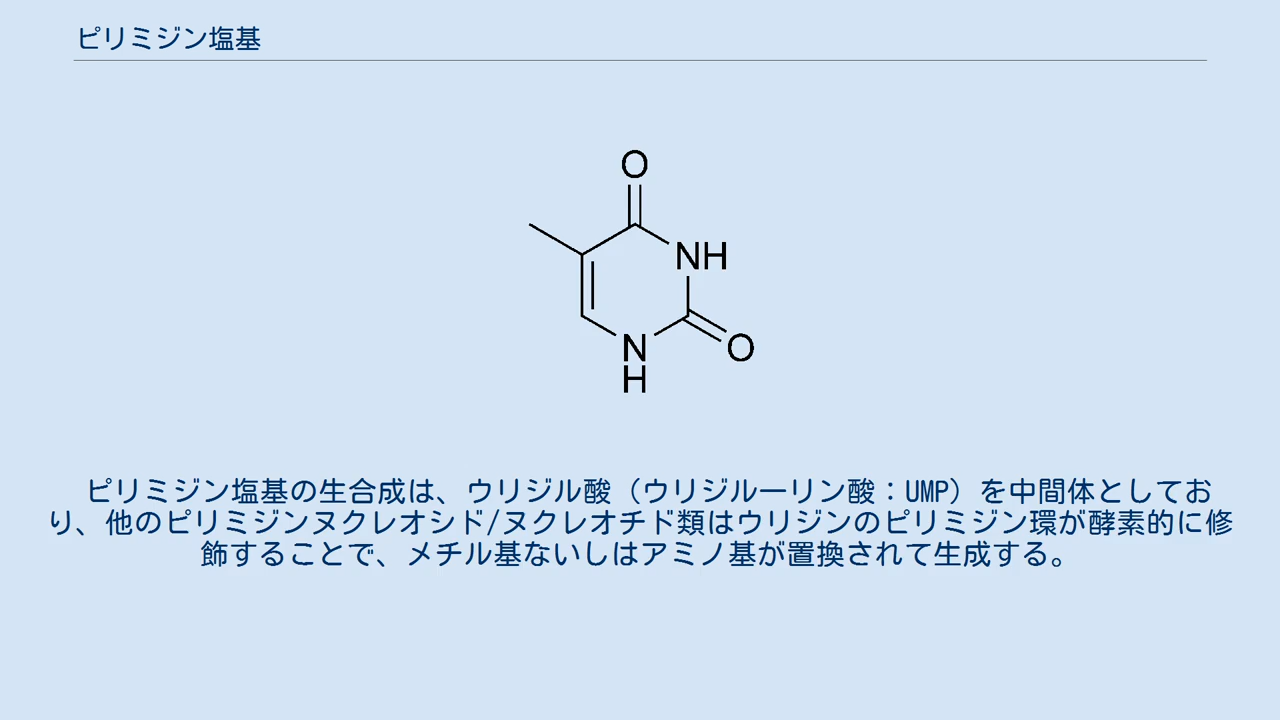 ピリミジン塩基
O
NH
O
N
H
ピリミジン塩基の生合成は、ウリジル酸（ウリジルーリン酸：UMP）を中間体としてお
り、他のピリミジンヌクレオシド/ヌクレオチド類はウリジンのピリミジン環が酵素的に修
飾することで、メチル基ないしはアミノ基が置換されて生成する。